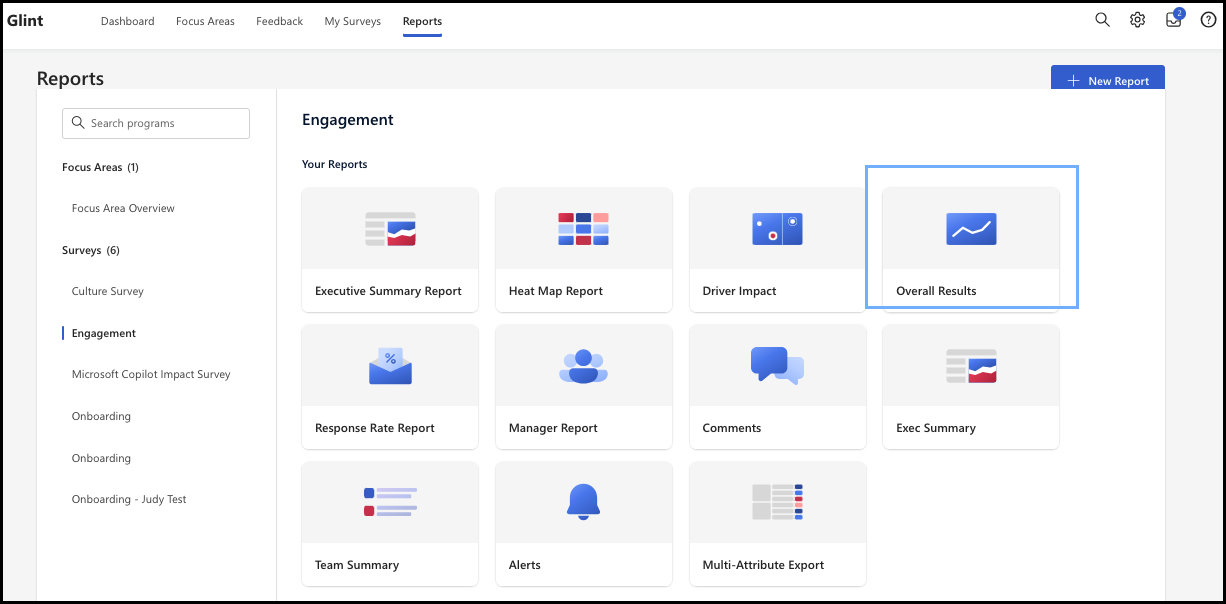 Glint
Dashboard
Focus Areas
Feedback
My Surveys
Reports
2
?
Reports
New Report
Search programs
Focus Areas (1)
Focus Area Overview
Surveys (6)
Culture Survey
Engagement
Microsoft Copilot Impact Survey
Onboarding
Onboarding
Onboarding - Judy Test
Engagement
Your Reports
Executive Summary Report
Heat Map Report
Driver Impact
Overall Results
%
Response Rate Report
Manager Report
Comments
Exec Summary
Team Summary
Alerts
Multi-Attribute Export